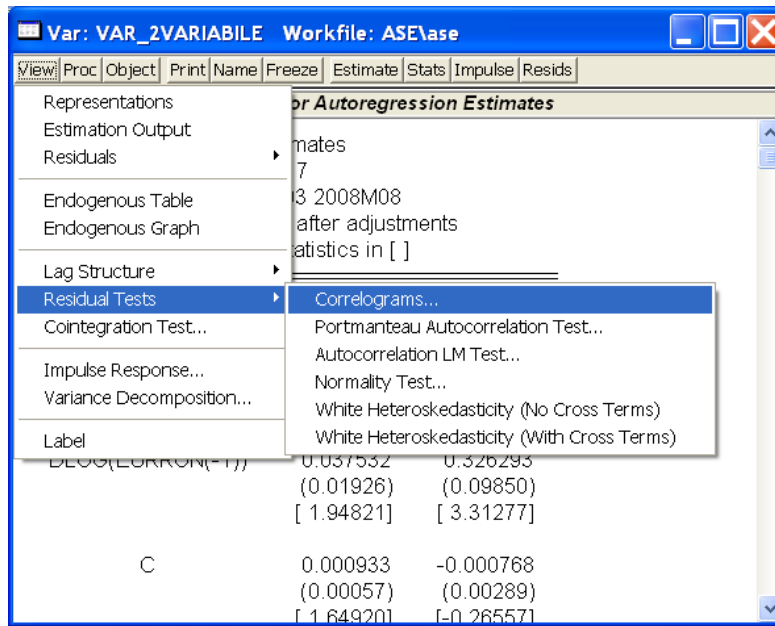 Var: VAR_2VARIABILE Workfile: ASE\ase
View Proc Object Print Name Freeze Estimate Stats Impulse Resids
or Autoregression Estimates
Representations
Estimation Output
Residuals
Endogenous Table
Endogenous Graph
Lag Structure
Residual Tests
Cointegration Test...
Impulse Response...
Variance Decomposition...
Label
mates
7
3 2008M08
after adjustments
tatistics in [ ]
Correlograms...
Portmanteau Autocorrelation Test...
Autocorrelation LM Test...
Normality Test...
White Heteroskedasticity (No Cross Terms)
White Heteroskedasticity (With Cross Terms)
DLOG(EURRON(-1)) 0.037532 0.326293
(0.01926) (0.09850)
[ 1.94821] [ 3.31277]
C 0.000933 -0.000768
(0.00057) (0.00289)
[ 1.64920] [-0.26557]